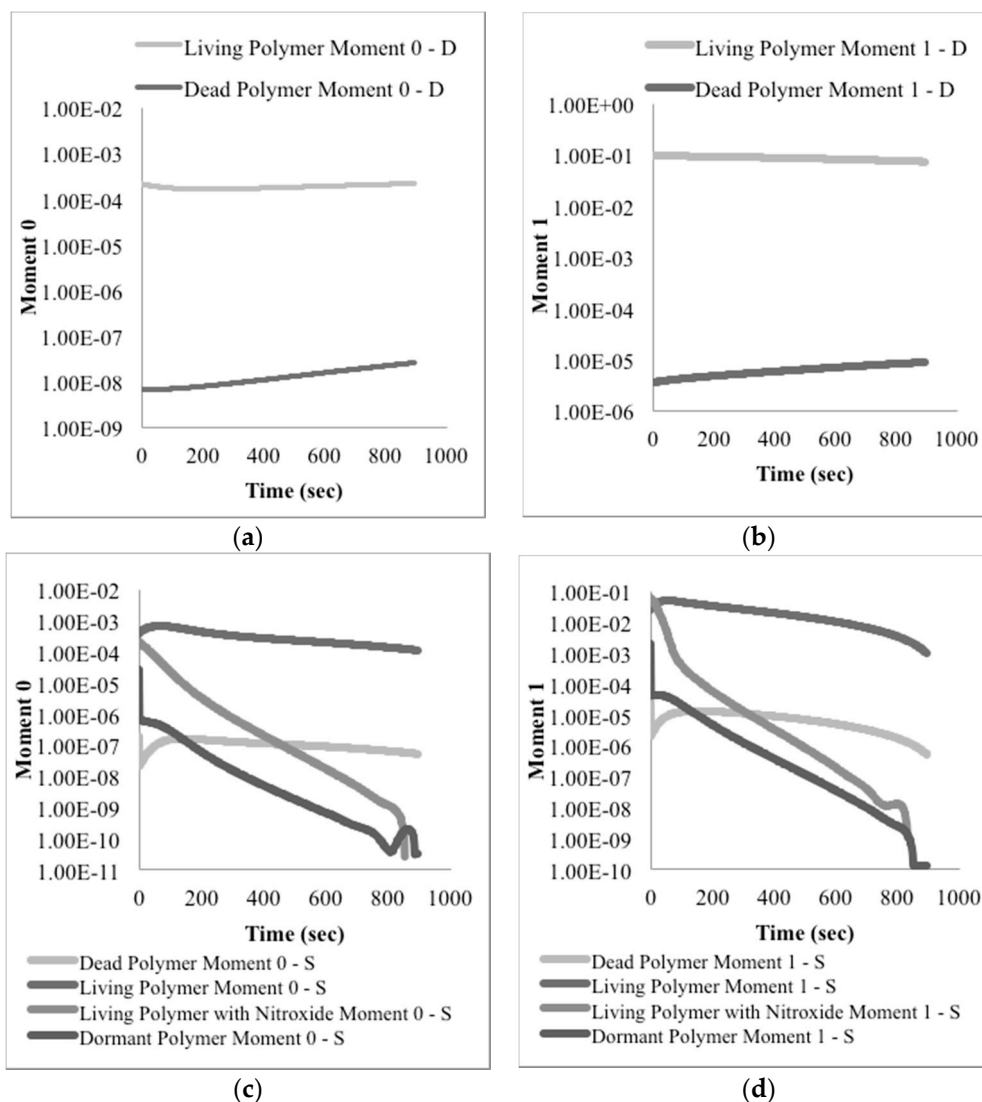 Living Polymer Moment 0 - D
Dead Polymer Moment 0 - D
1.00E-02
1.00E-03
1.00E-04
1.00E-05
1.00E-06
1.00E-07
1.00E-08
1.00E-09
Moment 0
0 200 400 600 800 1000
Time (sec)
(a)
Living Polymer Moment 1 - D
Dead Polymer Moment 1 - D
1.00E+00
1.00E-01
1.00E-02
1.00E-03
1.00E-04
1.00E-05
1.00E-06
Moment 1
0 200 400 600 800 1000
Time (sec)
(b)
1.00E-02
1.00E-03
1.00E-04
1.00E-05
1.00E-06
1.00E-07
1.00E-08
1.00E-09
1.00E-10
1.00E-11
Moment 0
0 200 400 600 800 1000
Time (sec)
Dead Polymer Moment 0 - S
Living Polymer Moment 0 - S
Living Polymer with Nitroxide Moment 0 - S
Dormant Polymer Moment 0 - S
(c)
1.00E-01
1.00E-02
1.00E-03
1.00E-04
1.00E-05
1.00E-06
1.00E-07
1.00E-08
1.00E-09
1.00E-10
Moment 1
0 200 400 600 800 1000
Time (sec)
Dead Polymer Moment 1 - S
Living Polymer Moment 1 - S
Living Polymer with Nitroxide Moment 1 - S
Dormant Polymer Moment 1 - S
(d)